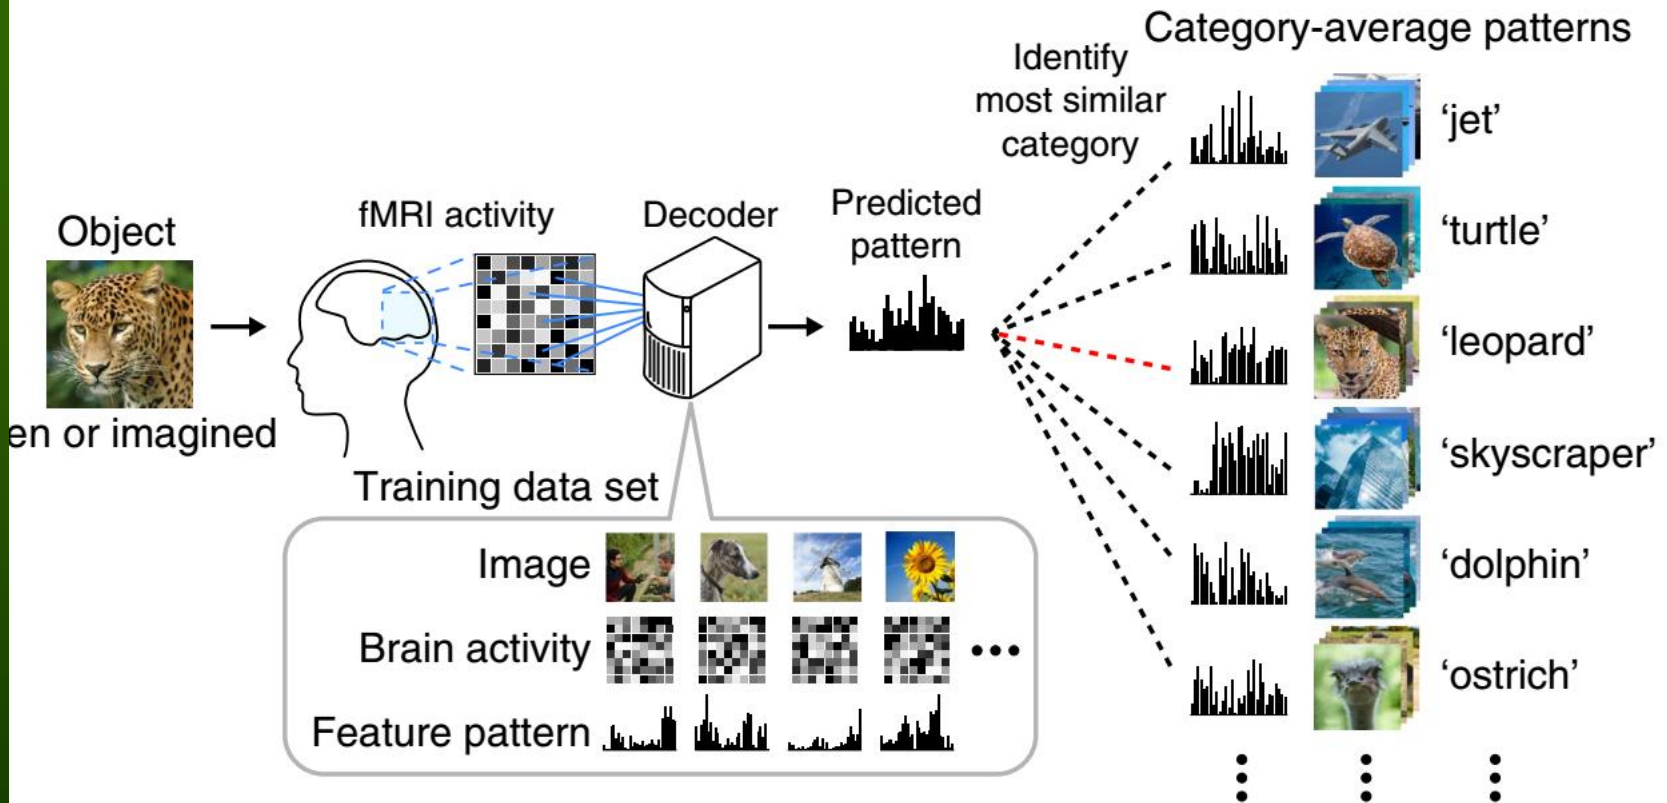 Category-average patterns
Identify
most similar
category
'jet'
'turtle'
'leopard'
'skyscraper'
'dolphin'
'ostrich'
Object
en or imagined
fMRI activity
Decoder
Predicted
pattern
Training data set
Image
Brain activity
Feature pattern